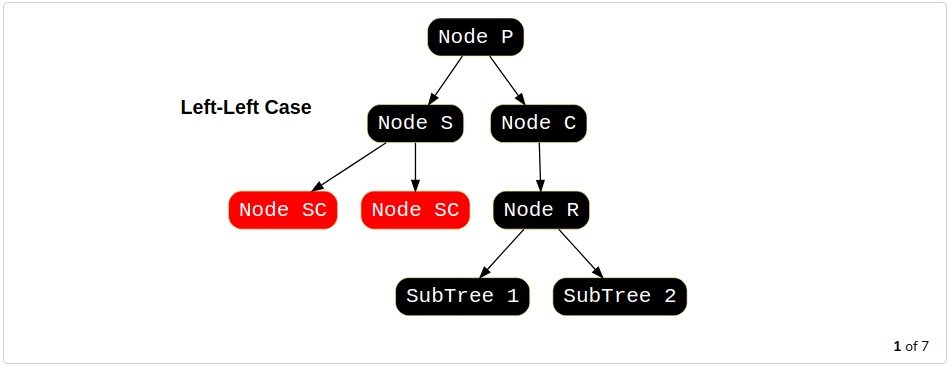 Node P
Left-Left Case
Node S
Node C
Node SC
Node SC
Node R
SubTree 1
SubTree 2
1 of 7